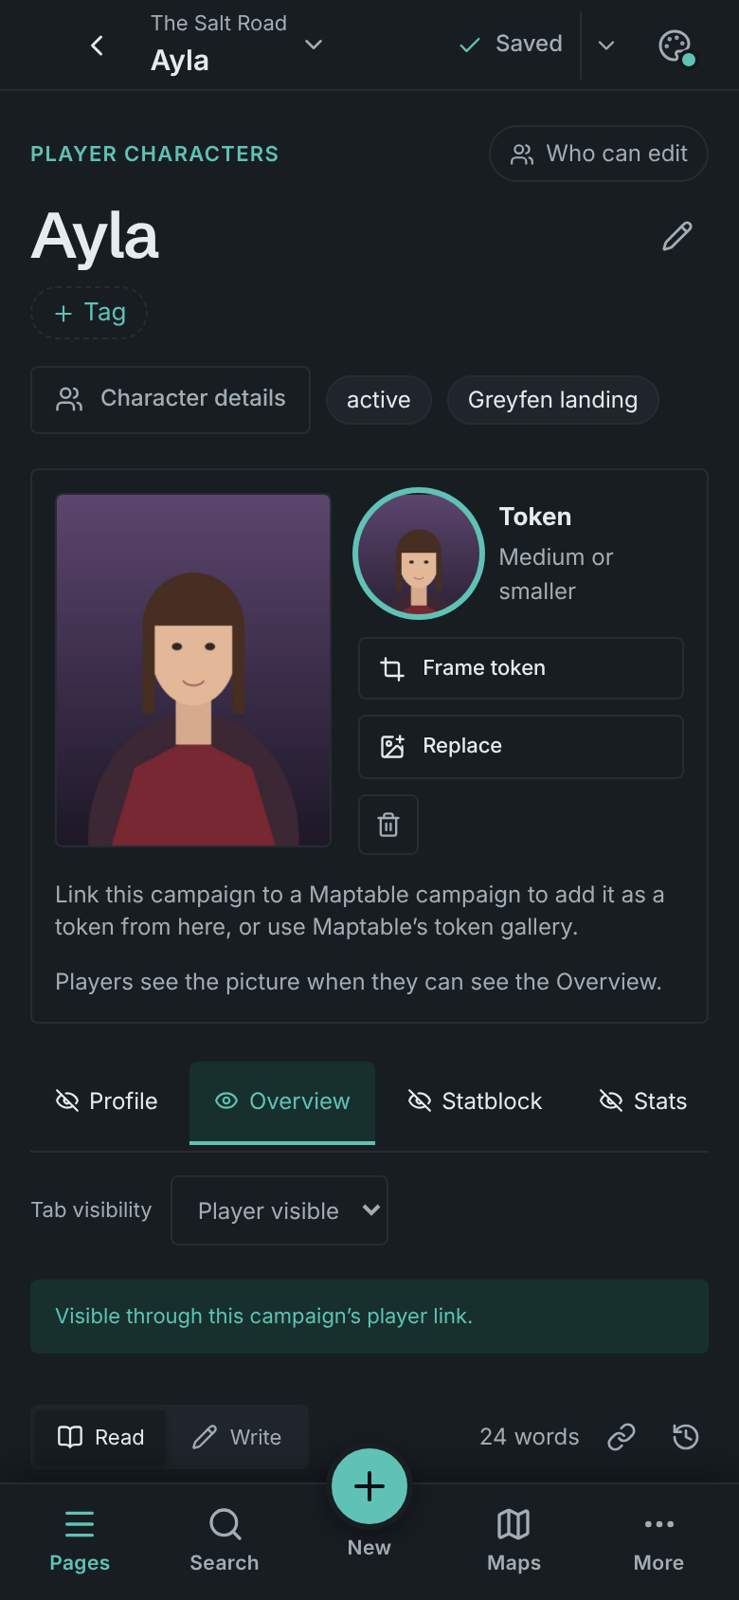 The Salt Road
Ayla
Saved
PLAYER CHARACTERS
Who can edit
Ayla
+ Tag
Character details
active
Greyfen landing
Token
Medium or
smaller
Frame token
Replace
Link this campaign to a Maptable campaign to add it as a
token from here, or use Maptable’s token gallery.
Players see the picture when they can see the Overview.
Profile
Overview
Statblock
Stats
Tab visibility
Player visible
Visible through this campaign’s player link.
Read
Write
24 words
Pages
Search
New
Maps
More